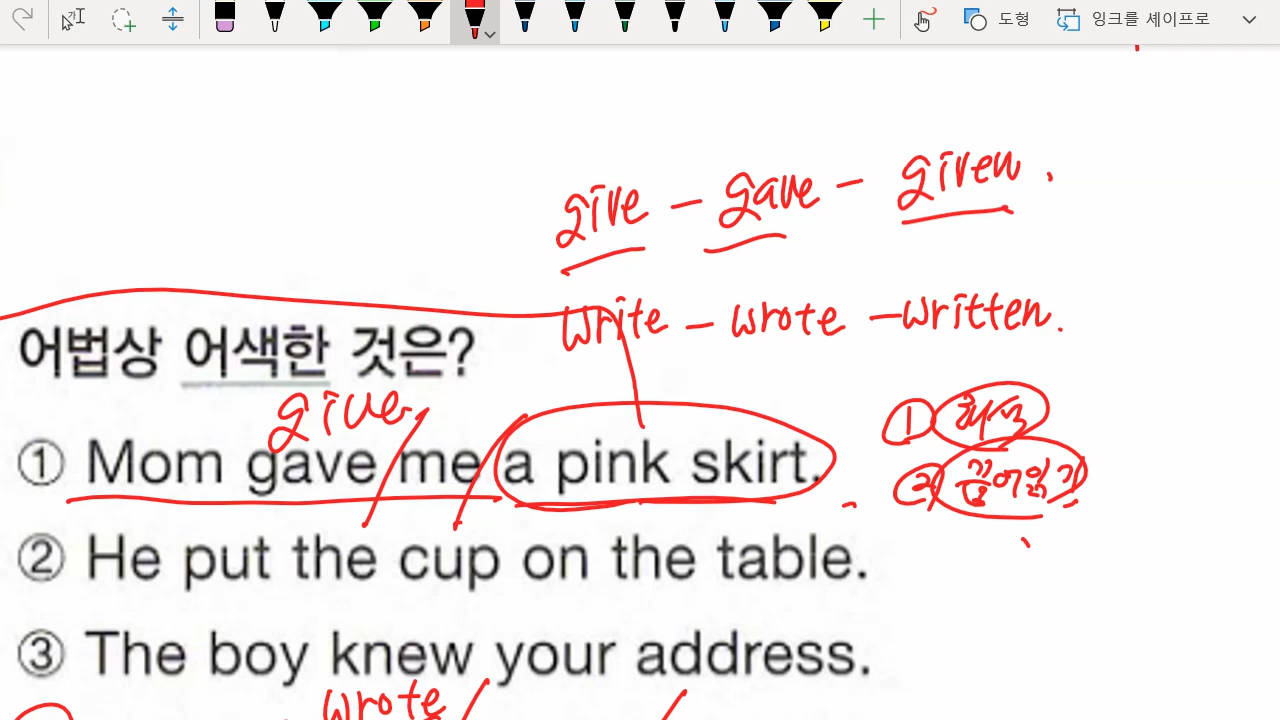 도형 잉크를 셰이프로
give - gave - given.
write - wrote - written.
어법상 어색한 것은?
give
① Mom gave me a pink skirt.
① 해석
② 끊어읽기
② He put the cup on the table.
③ The boy knew your address.
wrote